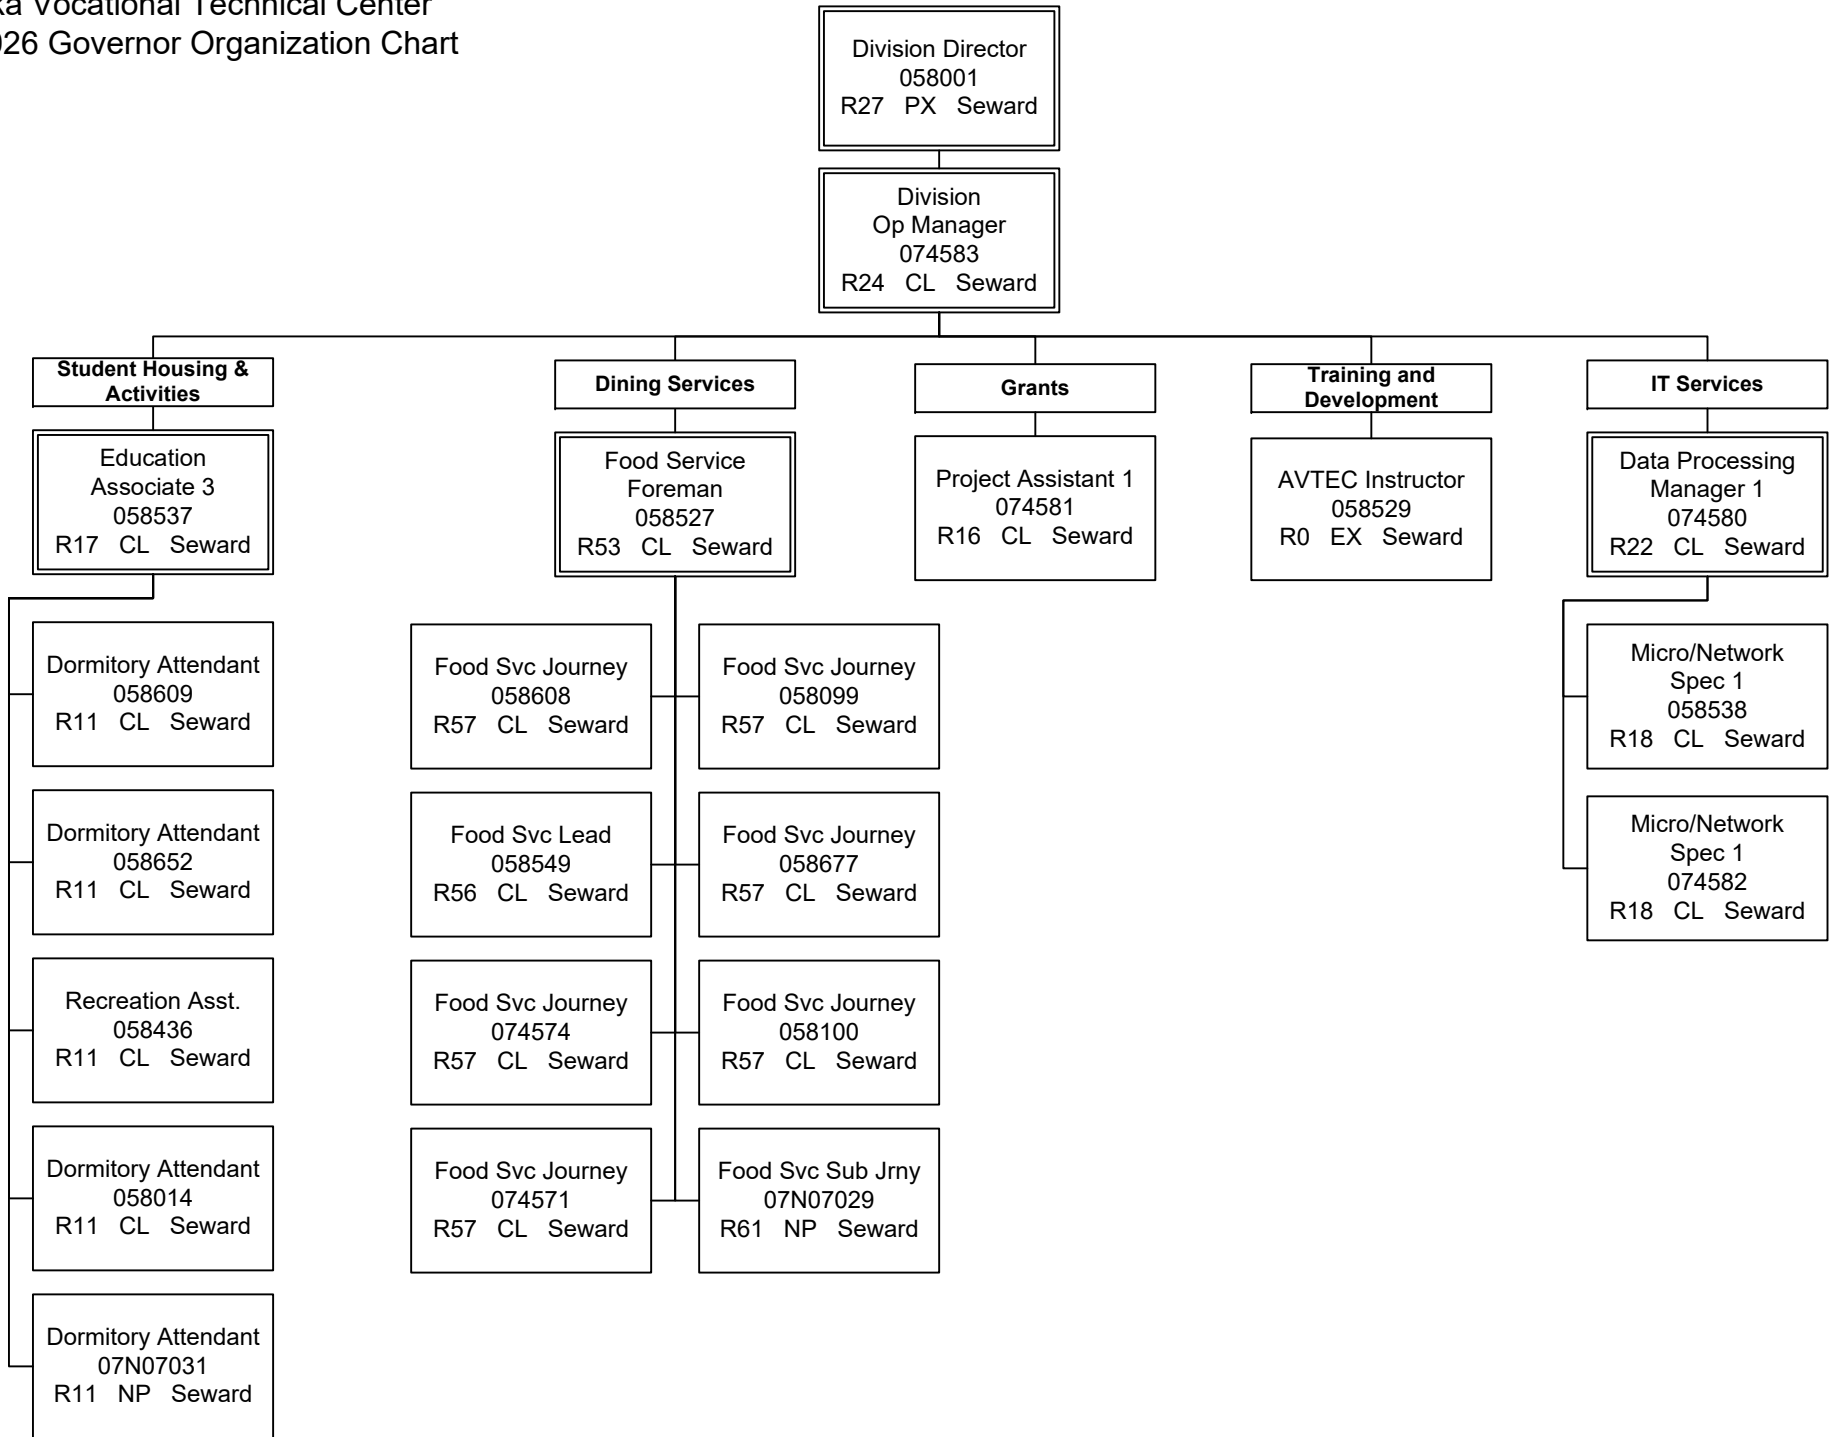 Vocational Technical Center
Governor Organization Chart
Division Director
058001
R27 PX Seward
Division
Op Manager
074583
R24 CL Seward
Student Housing &
Activities
Education
Associate 3
058537
R17 CL Seward
Dormitory Attendant
058609
R11 CL Seward
Dormitory Attendant
058652
R11 CL Seward
Recreation Asst.
058436
R11 CL Seward
Dormitory Attendant
058014
R11 CL Seward
Dormitory Attendant
07N07031
R11 NP Seward
Dining Services
Food Service
Foreman
058527
R53 CL Seward
Food Svc Journey
058608
R57 CL Seward
Food Svc Lead
058549
R56 CL Seward
Food Svc Journey
074574
R57 CL Seward
Food Svc Journey
074571
R57 CL Seward
Food Svc Journey
058099
R57 CL Seward
Food Svc Journey
058677
R57 CL Seward
Food Svc Journey
058100
R57 CL Seward
Food Svc Sub Jrny
07N07029
R61 NP Seward
Grants
Project Assistant 1
074581
R16 CL Seward
Training and
Development
AVTEC Instructor
058529
R0 EX Seward
IT Services
Data Processing
Manager 1
074580
R22 CL Seward
Micro/Network
Spec 1
058538
R18 CL Seward
Micro/Network
Spec 1
074582
R18 CL Seward